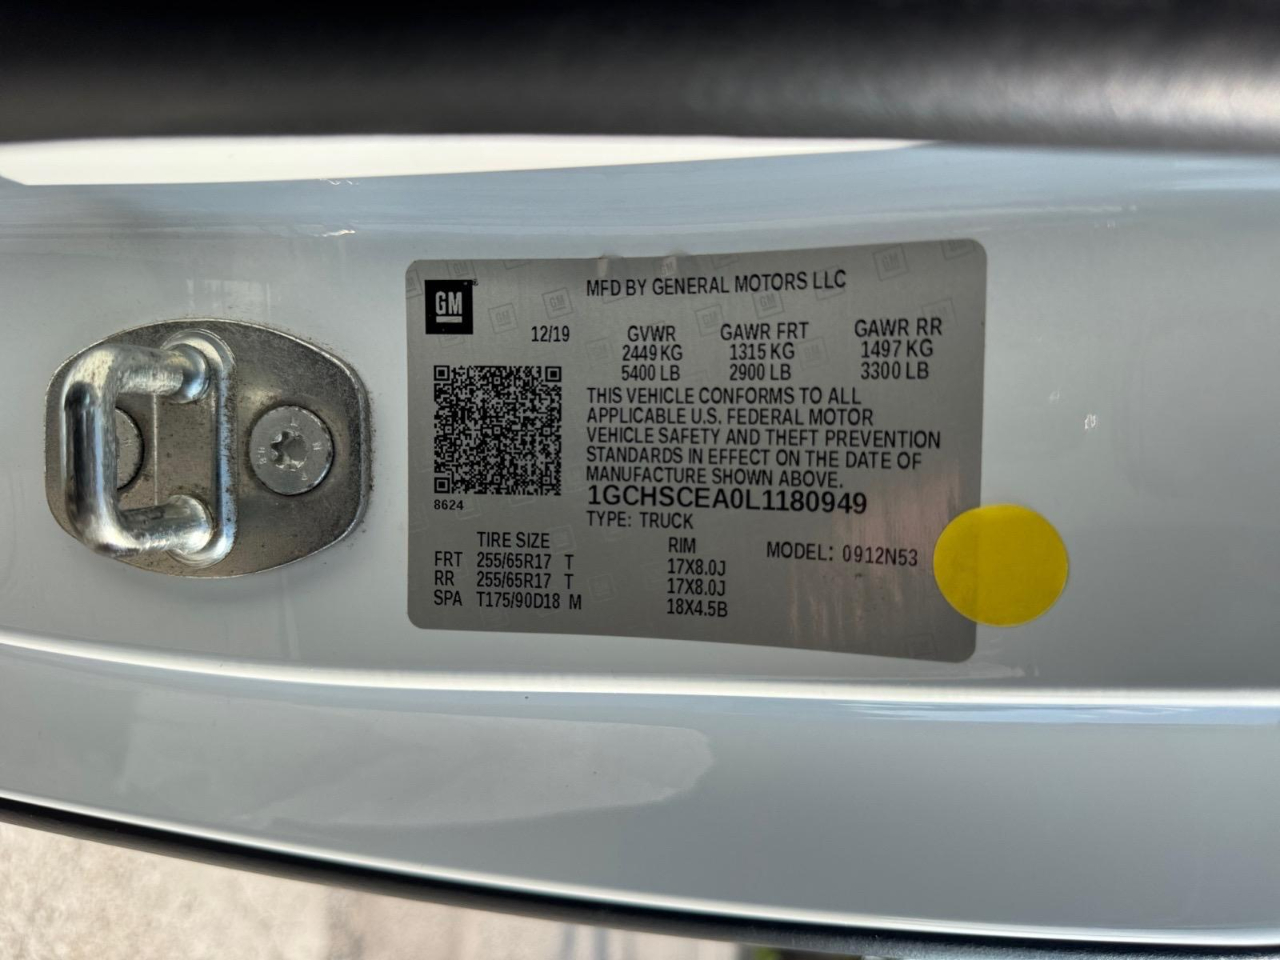 GM
MFD BY GENERAL MOTORS LLC
12/19 GVWR GAWR FRT GAWR RR
2449 KG 1315 KG 1497 KG
5400 LB 2900 LB 3300 LB
THIS VEHICLE CONFORMS TO ALL
APPLICABLE U.S. FEDERAL MOTOR
VEHICLE SAFETY AND THEFT PREVENTION
STANDARDS IN EFFECT ON THE DATE OF
MANUFACTURE SHOWN ABOVE.
1GCHSCEA0L1180949
8624
TYPE: TRUCK
TIRE SIZE RIM MODEL: 0912N53
FRT 255/65R17 T 17X8.0J
RR 255/65R17 T 17X8.0J
SPA T175/90D18 M 18X4.5B